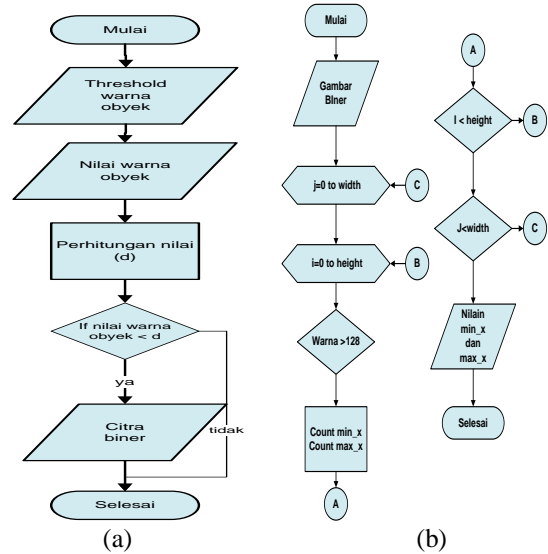 Mulai
Threshold
warna
obyek
Nilai warna
obyek
Perhitungan nilai
(d)
If nilai warna
obyek < d
ya
tidak
Citra
biner
Selesai
(a)
Mulai
Gambar
BIner
j=0 to width
C
i=0 to height
B
Warna >128
Count min_x
Count max_x
A
A
I < height
B
J<width
C
Nilain
min_x
dan
max_x
Selesai
(b)